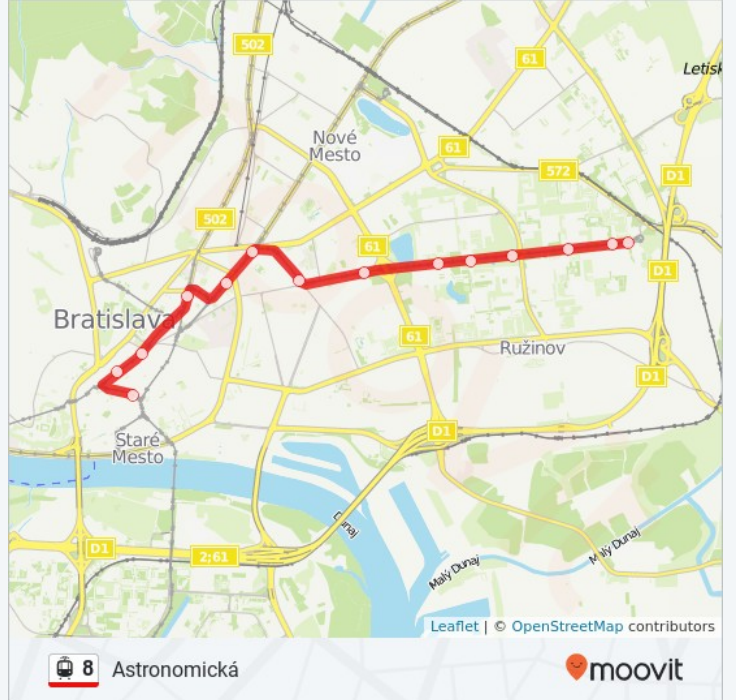 502
61
Letisk
Nové
Mesto
61
572
D1
502
61
D1
Bratislava
61
Ružinov
D1
Staré
Mesto
D1
Dunaj
D1
2;61
Malý Dunaj
Malý Dunaj
Leaflet | © OpenStreetMap contributors
8 Astronomická
moovit